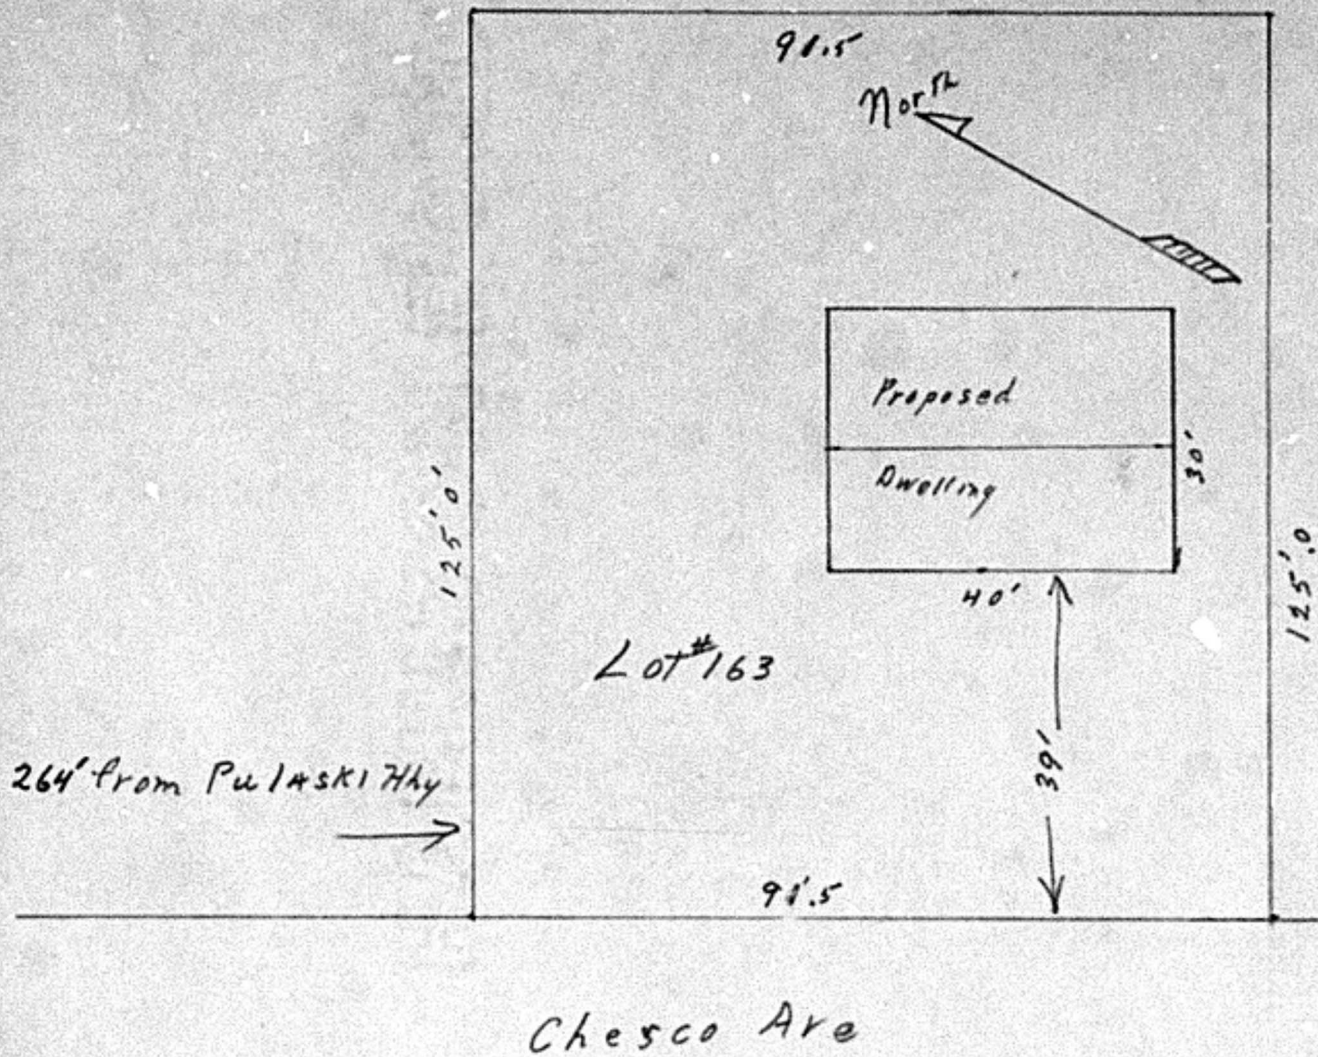 91.5
North
Proposed
Dwelling
30'
40'
125'0'
125'.0
Lot #163
39'
264' from PulASKI Hhy
91'.5
Chesco Ave